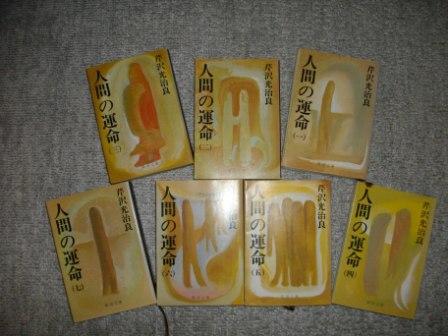 芹沢光治良
人間の運命
(一)
芹沢光治良
人間の運命
(二)
芹沢光治良
人間の運命
(三)
芹沢光治良
人間の運命
(四)
芹沢光治良
人間の運命
(五)
芹沢光治良
人間の運命
(六)
芹沢光治良
人間の運命
(七)